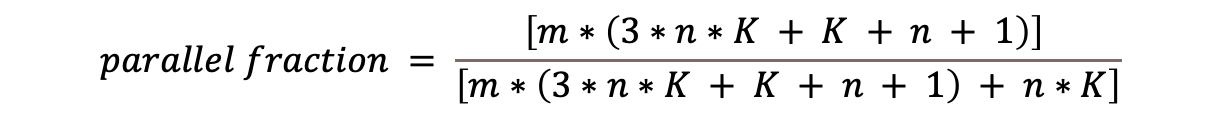 [m ∗ (3 ∗ n ∗ K + K + n + 1)]
parallel fraction =
[m ∗ (3 ∗ n ∗ K + K + n + 1) + n ∗ K]